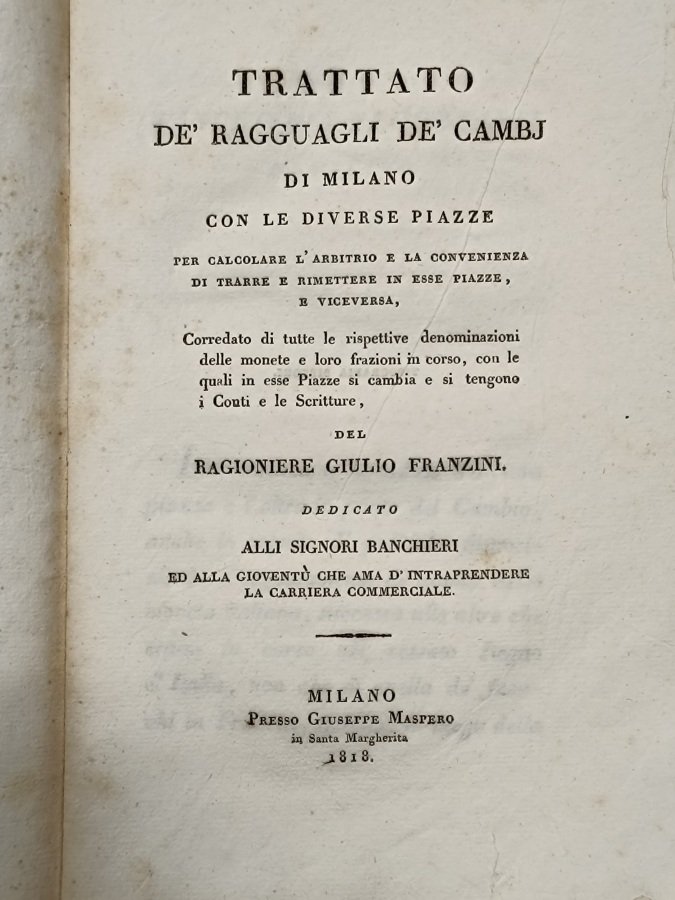 TRATTATO
DE' RAGGUAGLI DE' CAMBJ
DI MILANO
CON LE DIVERSE PIAZZE
PER CALCOLARE L'ARBITRIO E LA CONVENIENZA
DI TRARRE E RIMETTERE IN ESSE PIAZZE,
E VICEVERSA,
Corredato di tutte le rispettive denominazioni
delle monete e loro frazioni in corso, con le
quali in esse Piazze si cambia e si tengono
i Conti e le Scritture,
DEL
RAGIONIERE GIULIO FRANZINI.
DEDICATO
ALLI SIGNORI BANCHIERI
ED ALLA GIOVENTÙ CHE AMA D'INTRAPRENDERE
LA CARRIERA COMMERCIALE.
MILANO
PRESSO GIUSEPPE MASPERO
in Santa Margherita
1818.